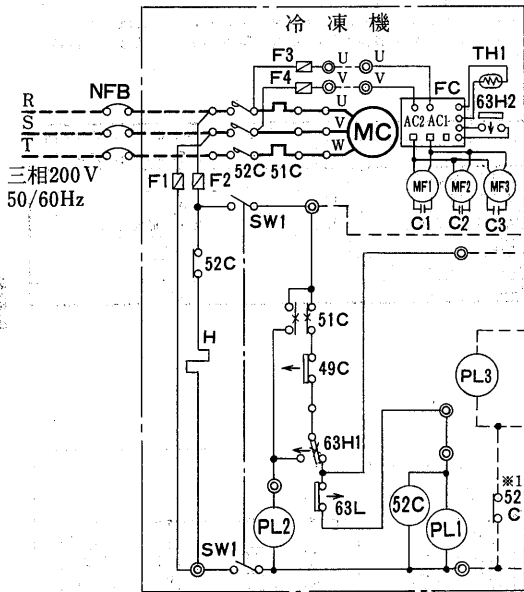 冷凍機
F3 U U
F4 V V
TH1
FC
63H2
NFB
AC2 AC1
R
S
T
U
V
W
MC
三相200V
50/60Hz
F1 F2
52C 51C
MF1 MF2 MF3
C1 C2 C3
SW1
52C
51C
H
49C
PL3
63H1
※1
52
C
63L
52C
PL2
PL1
SW1